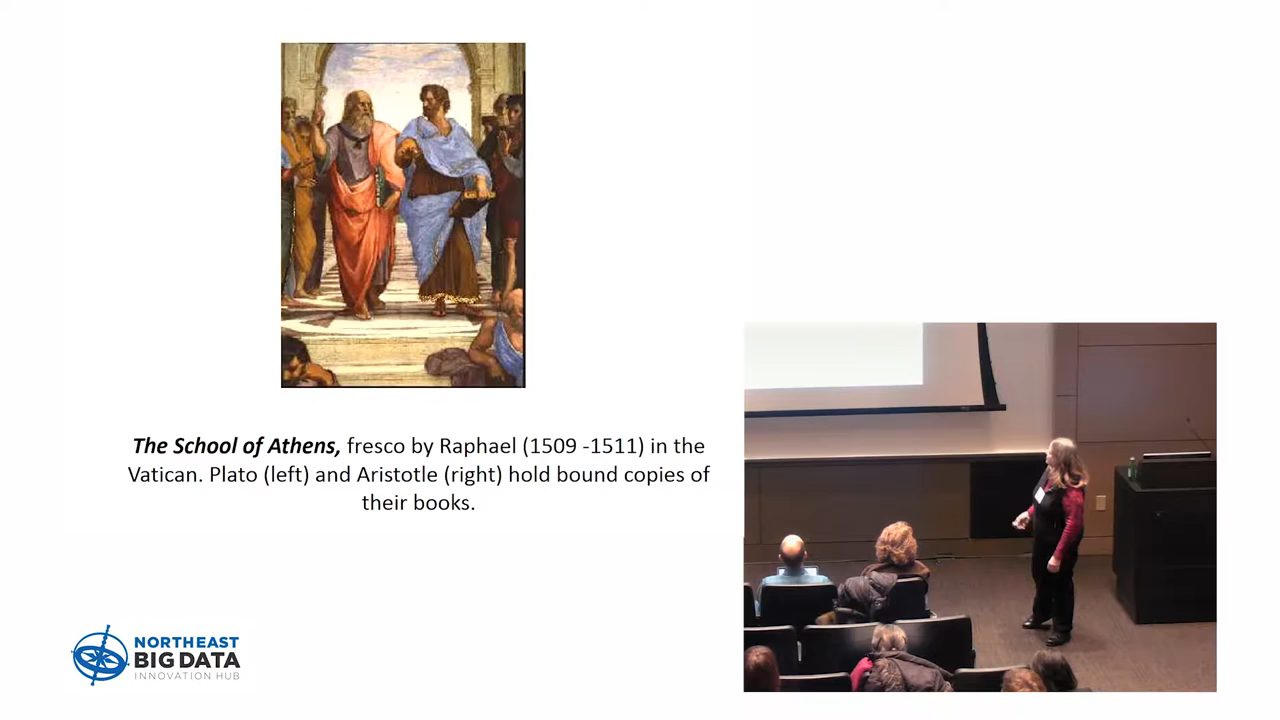 The School of Athens, fresco by Raphael (1509 -1511) in the
Vatican. Plato (left) and Aristotle (right) hold bound copies of
their books.
NORTHEAST
BIG DATA
INNOVATION HUB